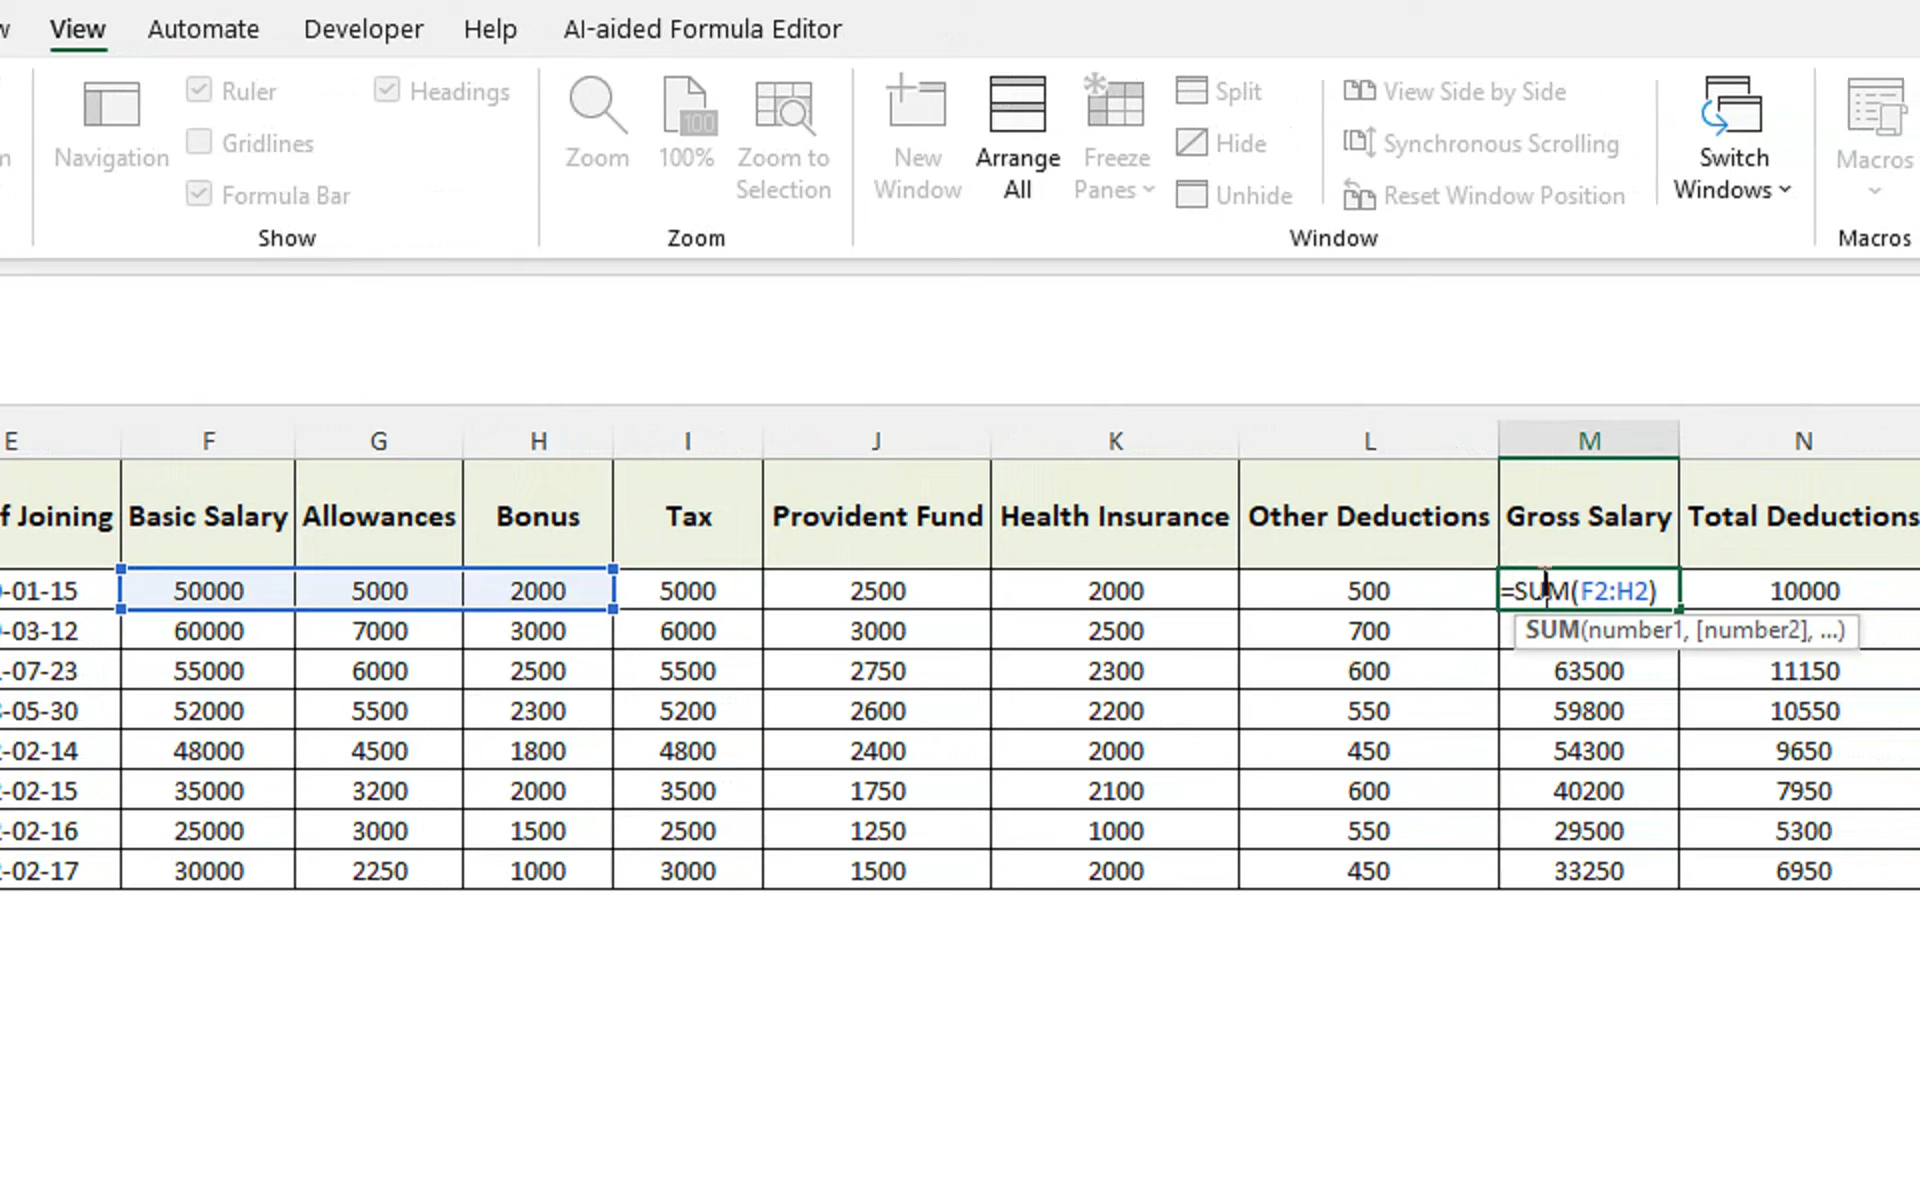 View Automate Developer Help AI-aided Formula Editor
Ruler Headings Split View Side by Side
100
Gridlines Hide Synchronous Scrolling
Navigation Zoom 100% Zoom to Selection New Window Arrange All Freeze Panes Switch Windows Macros
Formula Bar Unhide Reset Window Position
Show Zoom Window Macros
E F G H I J K L M N
f Joining Basic Salary Allowances Bonus Tax Provident Fund Health Insurance Other Deductions Gross Salary Total Deductions
-01-15 50000 5000 2000 5000 2500 2000 500 =SUM(F2:H2) 10000
-03-12 60000 7000 3000 6000 3000 2500 700 SUM(number1, [number2], ...)
-07-23 55000 6000 2500 5500 2750 2300 600 63500 11150
-05-30 52000 5500 2300 5200 2600 2200 550 59800 10550
-02-14 48000 4500 1800 4800 2400 2000 450 54300 9650
-02-15 35000 3200 2000 3500 1750 2100 600 40200 7950
-02-16 25000 3000 1500 2500 1250 1000 550 29500 5300
-02-17 30000 2250 1000 3000 1500 2000 450 33250 6950